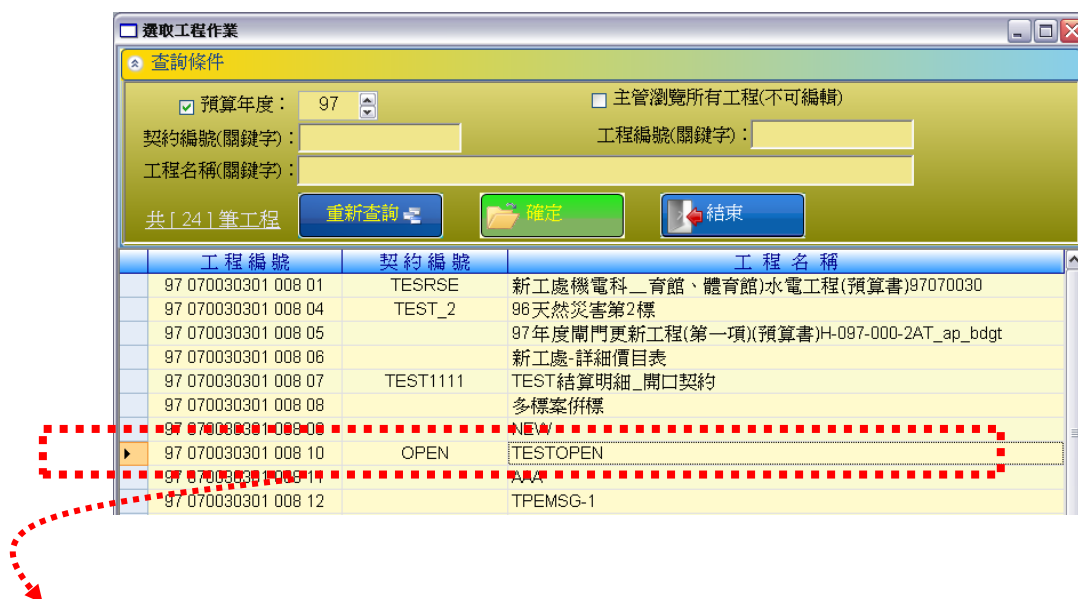 選取工程作業
查詢條件
預算年度： 97 主管瀏覽所有工程(不可編輯)
契約編號(關鍵字)： 工程編號(關鍵字)：
工程名稱(關鍵字)：
共 [ 24 ] 筆工程 重新查詢 確定 結束
工程編號 契約編號 工程名稱
97 070030301 008 01 TESRSE 新工處機電科__育館、體育館)水電工程(預算書)97070030
97 070030301 008 04 TEST_2 96天然災害第2標
97 070030301 008 05 97年度閘門更新工程(第一項)(預算書)H-097-000-2AT_ap_bdgt
97 070030301 008 06 新工處-詳細價目表
97 070030301 008 07 TEST1111 TEST結算明細_開口契約
97 070030301 008 08 多標案併標
97 070030301 008 09 NEW
97 070030301 008 10 OPEN TESTOPEN
97 070030301 008 11 AAA
97 070030301 008 12 TPEMSG-1